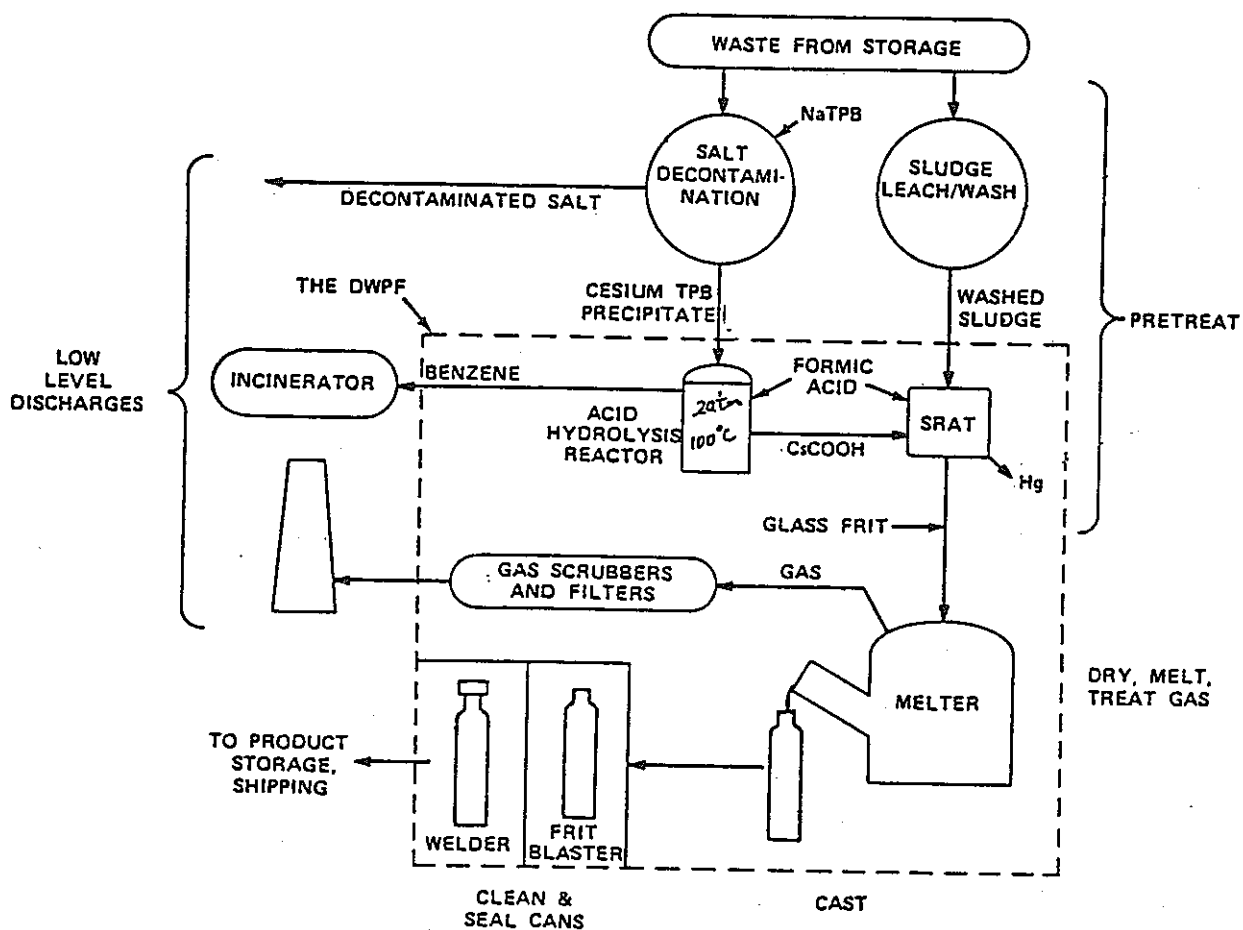 WASTE FROM STORAGE
NaTPB
SALT
DECONTAMI-
NATION
SLUDGE
LEACH/WASH
DECONTAMINATED SALT
THE DWPF
CESIUM TPB
PRECIPITATE
WASHED
SLUDGE
PRETREAT
LOW
LEVEL
DISCHARGES
INCINERATOR
BENZENE
FORMIC
ACID
2atm
100°C
ACID
HYDROLYSIS
REACTOR
CsCOOH
SRAT
Hg
GLASS FRIT
GAS SCRUBBERS
AND FILTERS
GAS
MELTER
DRY, MELT,
TREAT GAS
TO PRODUCT
STORAGE,
SHIPPING
WELDER
FRIT
BLASTER
CLEAN &
SEAL CANS
CAST